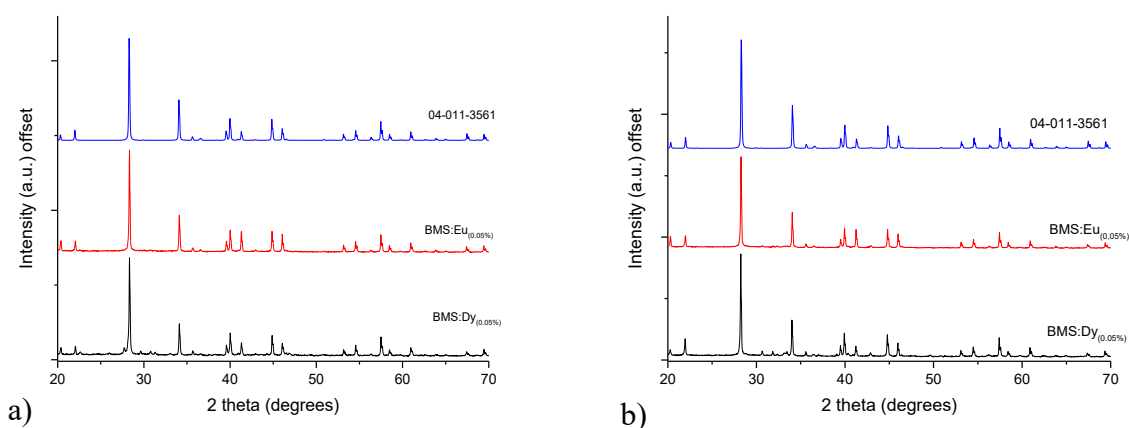 Intensity (a.u.) offset
04-011-3561
BMS:Eu(0.05%)
BMS:Dy(0.05%)
20 30 40 50 60 70
2 theta (degrees)
a)
Intensity (a.u.) offset
04-011-3561
BMS:Eu(0,05%)
BMS:Dy(0.05%)
20 30 40 50 60 70
2 theta (degrees)
b)